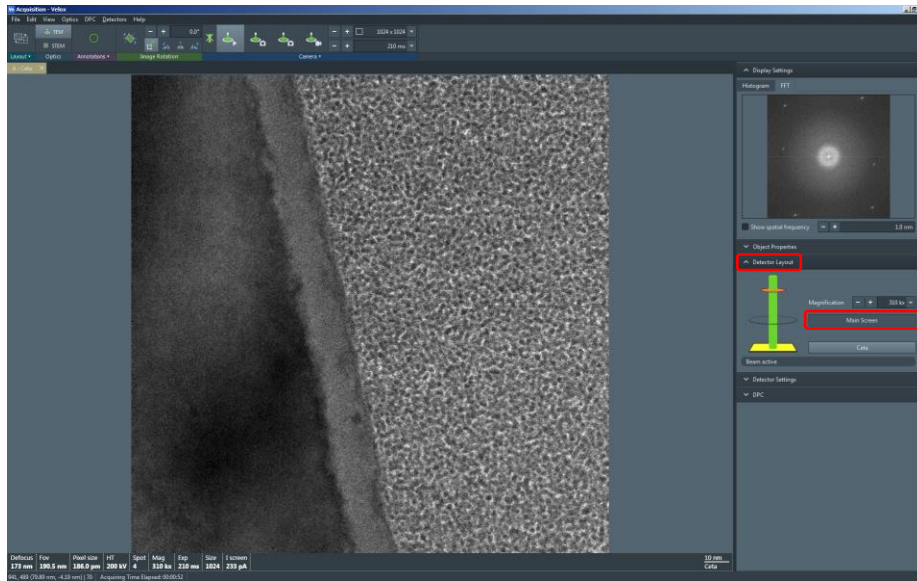 Acquisition - Velox
File Edit View Optics DPC Detectors Help
TEM
STEM
0.0°
1024 x 1024
210 ms
Layout Optics Annotations Image Rotation Camera
Display Settings
Histogram FFT
Show spatial frequency 1.0 nm
Object Properties
Detector Layout
Magnification 310 kx
Main Screen
Ceta
Beam active
Detector Settings
DPC
Defocus Fov Pixel size HT Spot Mag Exp Size I screen
173 nm 190.5 nm 186.0 pm 200 kV 4 310 kx 210 ms 1024 233 pA
10 nm
Ceta
Acquiring Time Elapsed: 00:00:52